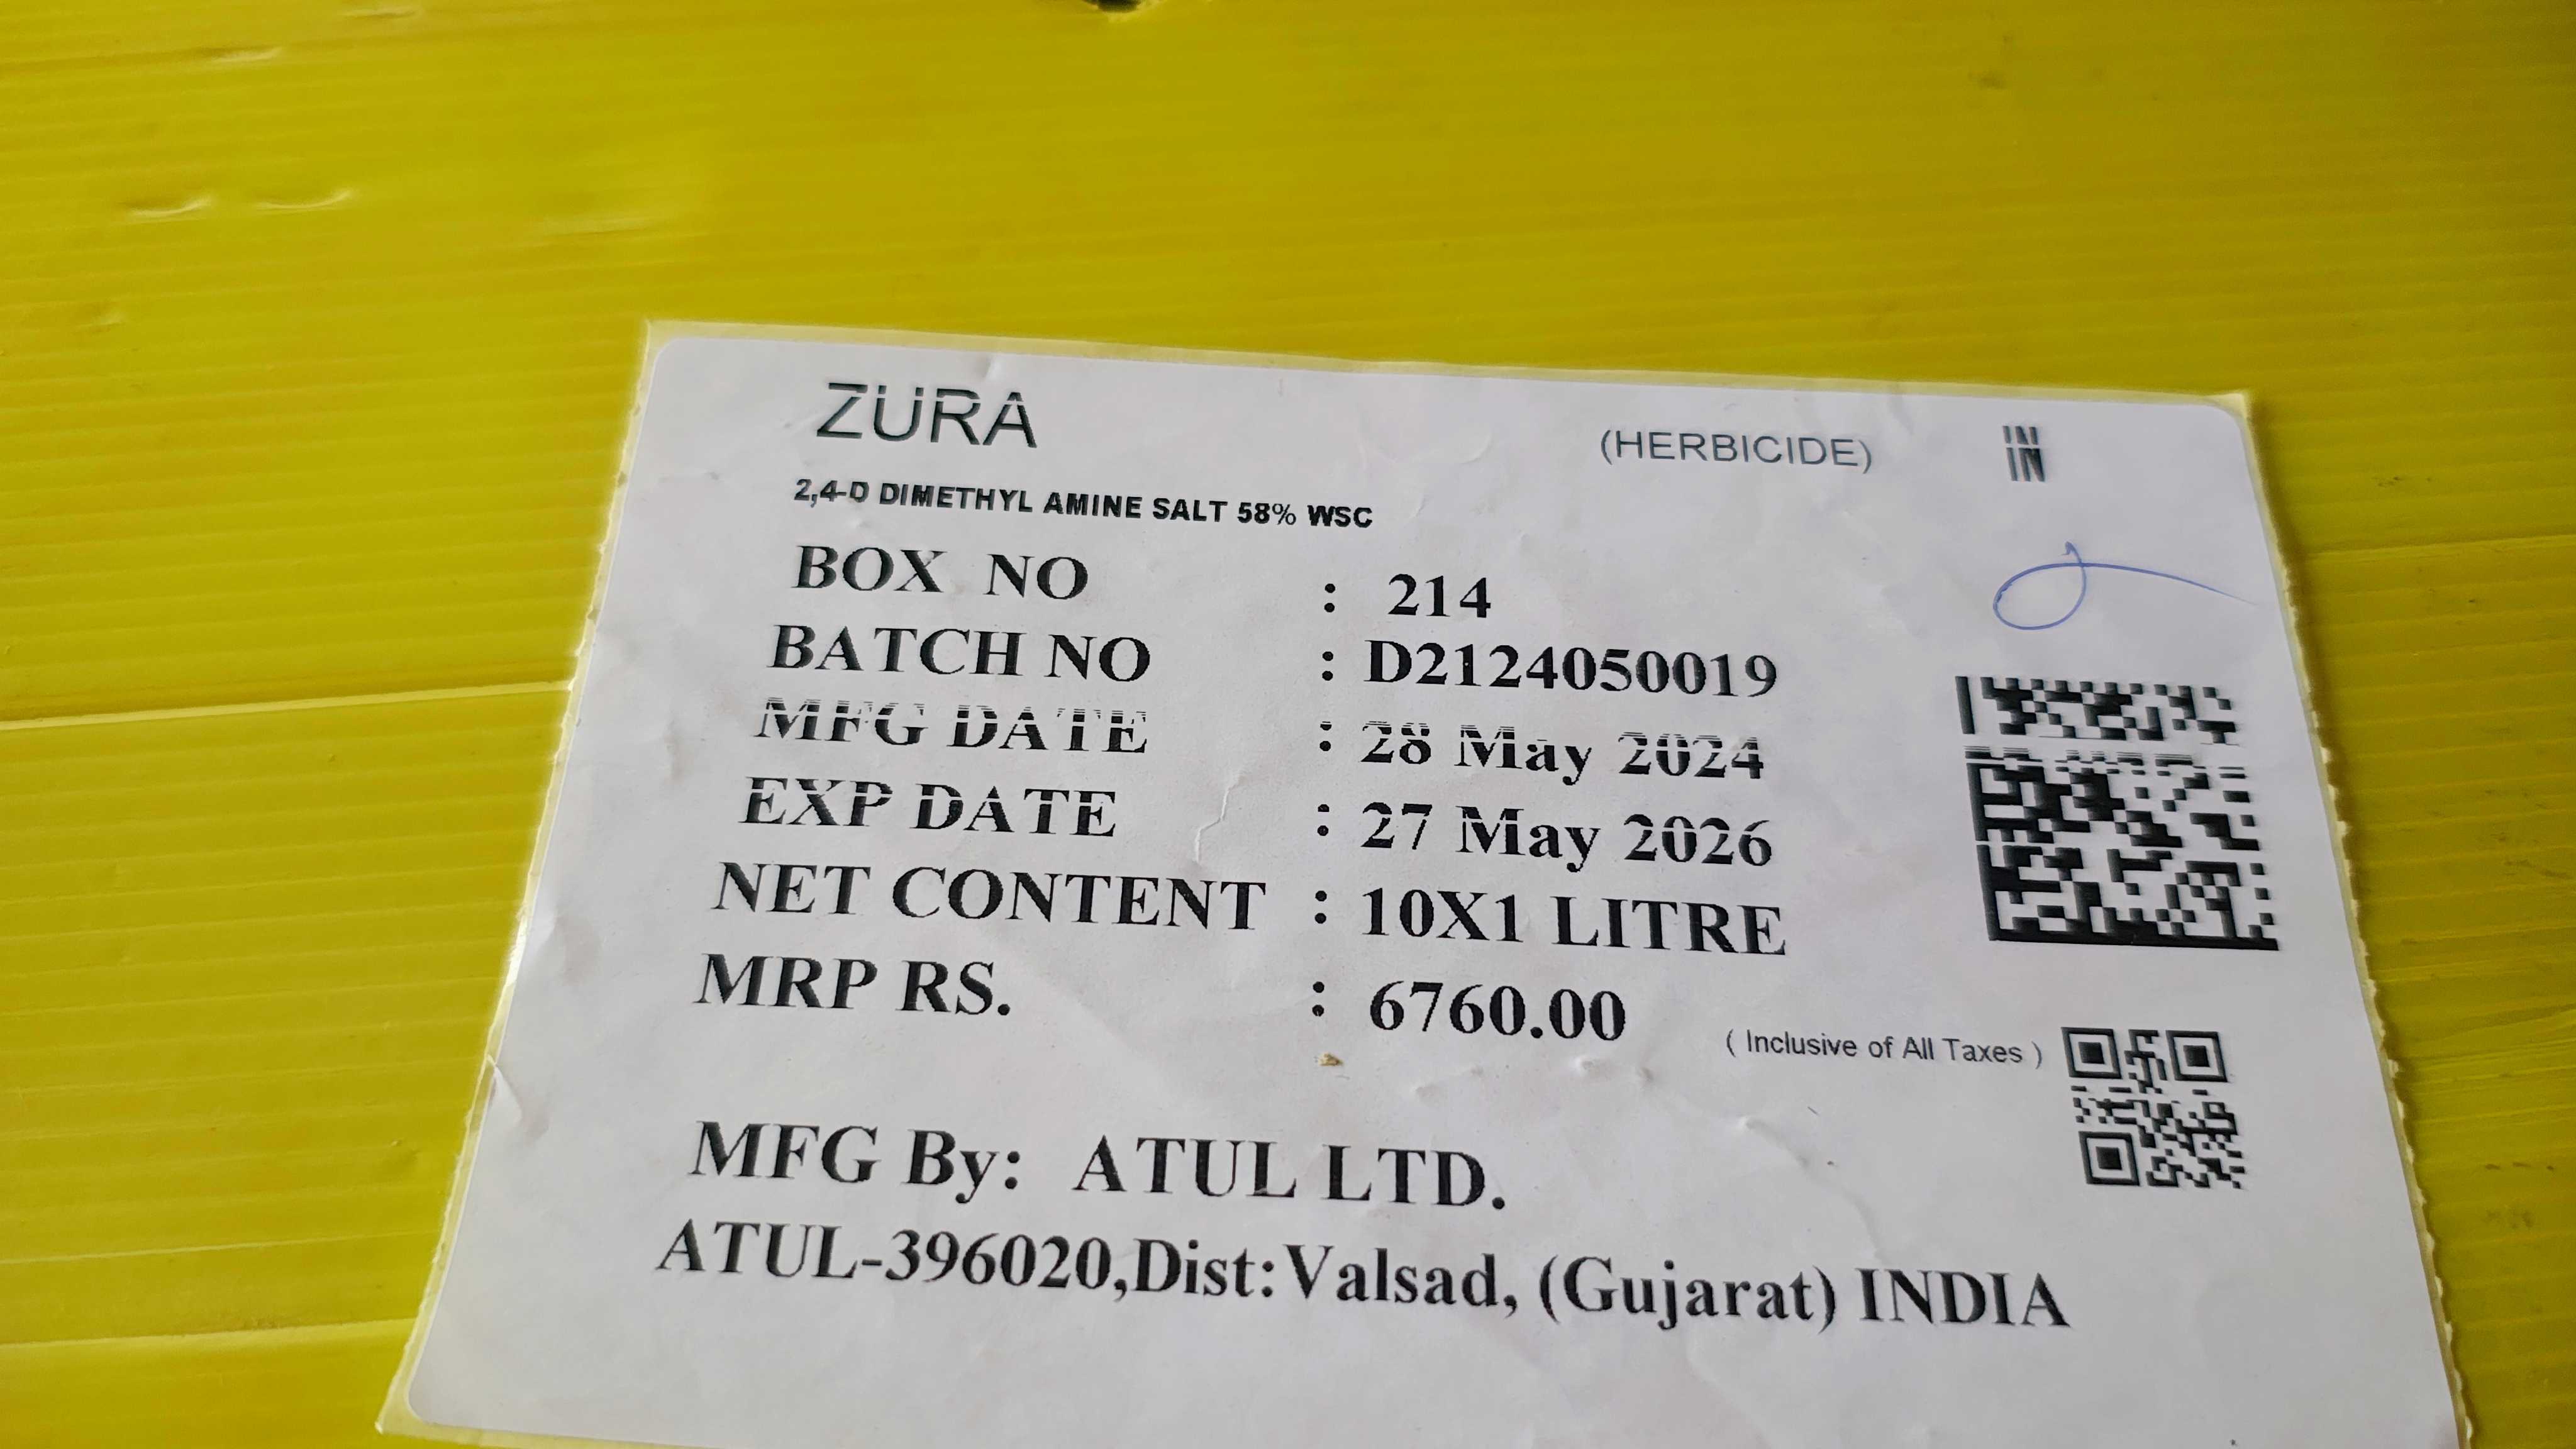 ZURA (HERBICIDE) IN
IN
2,4-D DIMETHYL AMINE SALT 58% WSC
BOX NO : 214
BATCH NO : D2124050019
MFG DATE : 28 May 2024
EXP DATE : 27 May 2026
NET CONTENT : 10X1 LITRE
MRP RS. : 6760.00 ( Inclusive of All Taxes )
MFG By: ATUL LTD.
ATUL-396020,Dist:Valsad, (Gujarat) INDIA